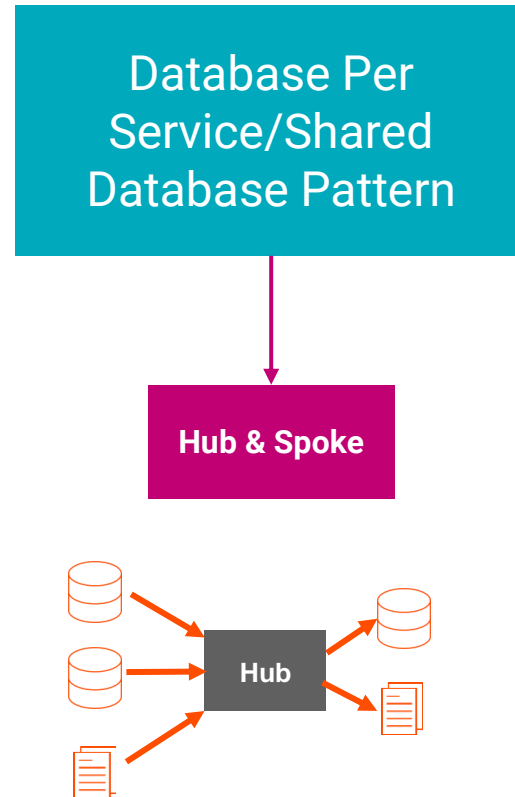 Database Per
Service/Shared
Database Pattern
Hub & Spoke
Hub